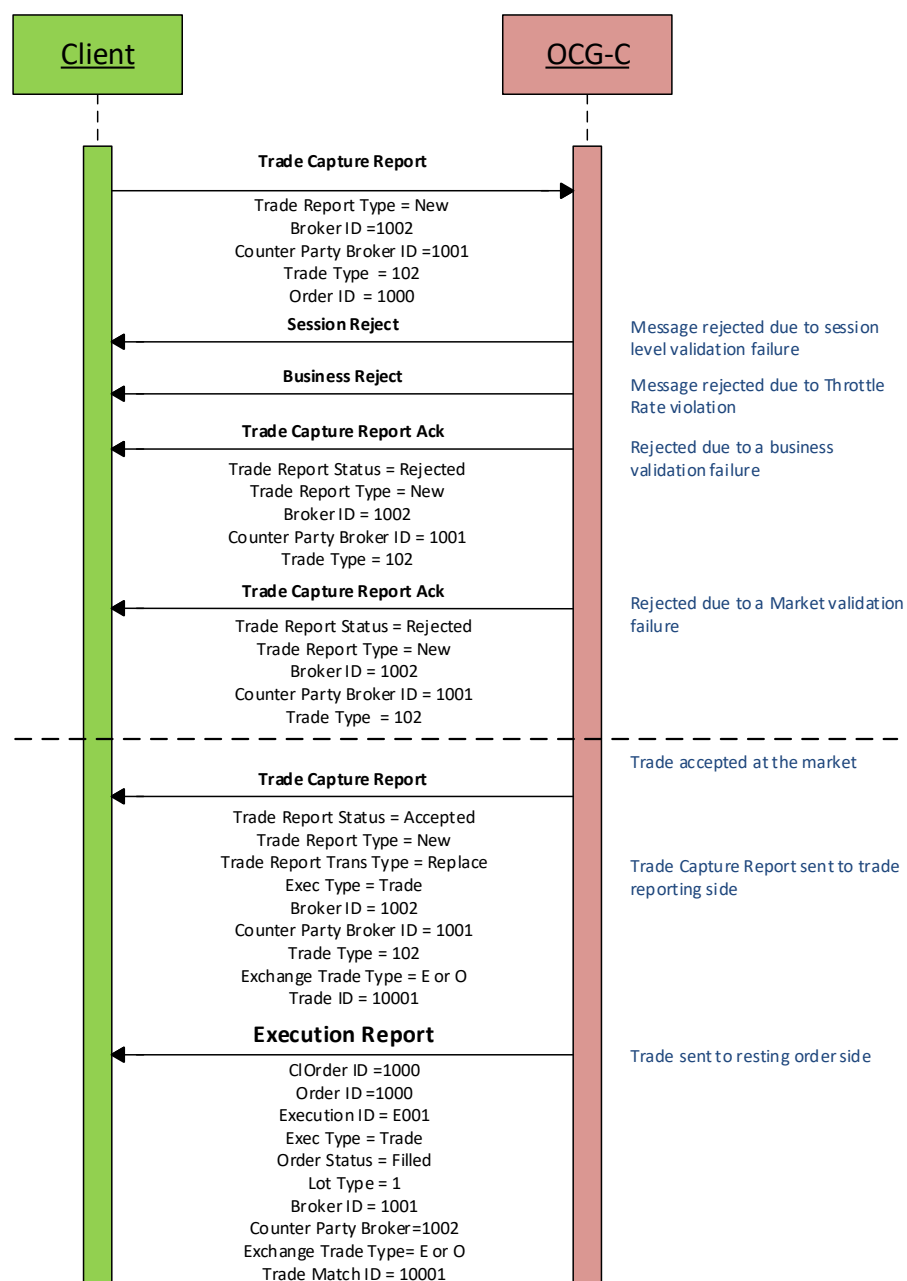 Client
OCG-C
Trade Capture Report
Trade Report Type = New
Broker ID =1002
Counter Party Broker ID =1001
Trade Type = 102
Order ID = 1000
Session Reject
Message rejected due to session
level validation failure
Business Reject
Message rejected due to Throttle
Rate violation
Trade Capture Report Ack
Rejected due to a business
validation failure
Trade Report Status = Rejected
Trade Report Type = New
Broker ID = 1002
Counter Party Broker ID = 1001
Trade Type = 102
Trade Capture Report Ack
Rejected due to a Market validation
failure
Trade Report Status = Rejected
Trade Report Type = New
Broker ID = 1002
Counter Party Broker ID = 1001
Trade Type = 102
Trade accepted at the market
Trade Capture Report
Trade Report Status = Accepted
Trade Report Type = New
Trade Report Trans Type = Replace
Exec Type = Trade
Broker ID = 1002
Counter Party Broker ID = 1001
Trade Type = 102
Exchange Trade Type = E or O
Trade ID = 10001
Trade Capture Report sent to trade
reporting side
Execution Report
Trade sent to resting order side
ClOrder ID =1000
Order ID =1000
Execution ID = E001
Exec Type = Trade
Order Status = Filled
Lot Type = 1
Broker ID = 1001
Counter Party Broker=1002
Exchange Trade Type= E or O
Trade Match ID = 10001